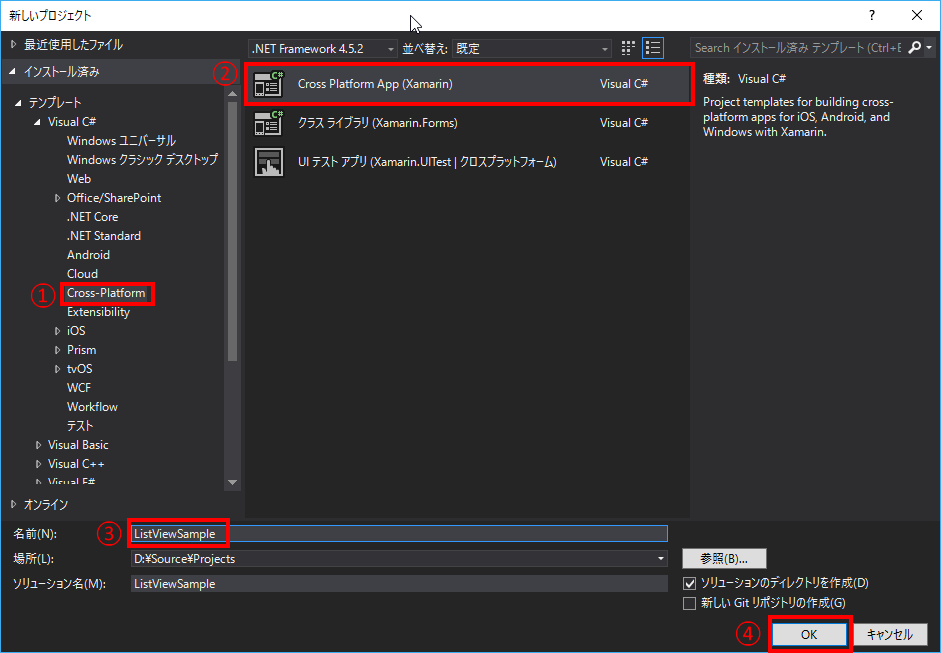 新しいプロジェクト
?
最近使用したファイル
インストール済み
.NET Framework 4.5.2
並べ替え:
既定
Search インストール済み テンプレート (Ctrl+E
②
テンプレート
Visual C#
Windows ユニバーサル
Windows クラシック デスクトップ
Web
Office/SharePoint
.NET Core
.NET Standard
Android
Cloud
①
Cross-Platform
Extensibility
iOS
Prism
tvOS
WCF
Workflow
テスト
Visual Basic
Visual C++
Visual F#
オンライン
Cross Platform App (Xamarin) Visual C#
クラス ライブラリ (Xamarin.Forms) Visual C#
UI テスト アプリ (Xamarin.UITest | クロスプラットフォーム) Visual C#
種類: Visual C#
Project templates for building cross-
platform apps for iOS, Android, and
Windows with Xamarin.
名前(N): ③ ListViewSample
場所(L): D:¥Source¥Projects
参照(B)...
ソリューション名(M): ListViewSample
ソリューションのディレクトリを作成(D)
新しい Git リポジトリの作成(G)
④ OK キャンセル